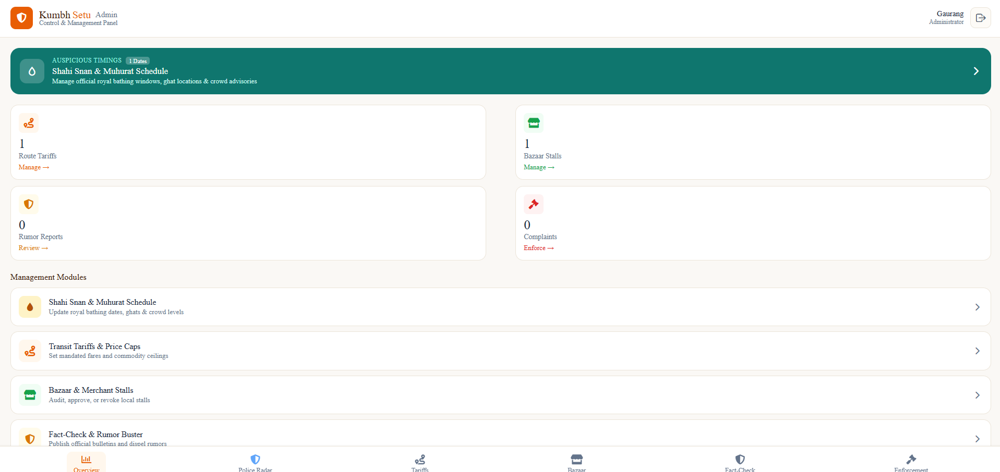 Kumbh Setu Admin
Control & Management Panel
Gaurang
Administrator
AUSPICIOUS TIMINGS 1 Dates
Shahi Snan & Muhurat Schedule
Manage official royal bathing windows, ghat locations & crowd advisories
1
Route Tariffs
Manage →
1
Bazaar Stalls
Manage →
0
Rumor Reports
Review →
0
Complaints
Enforce →
Management Modules
Shahi Snan & Muhurat Schedule
Update royal bathing dates, ghats & crowd levels
Transit Tariffs & Price Caps
Set mandated fares and commodity ceilings
Bazaar & Merchant Stalls
Audit, approve, or revoke local stalls
Fact-Check & Rumor Buster
Publish official bulletins and dispel rumors
Overview
Police Radar
Tariffs
Bazaar
Fact-Check
Enforcement